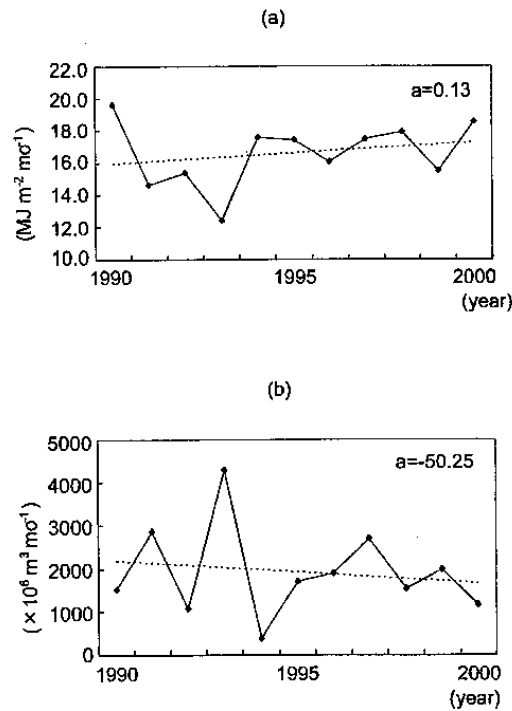 (a)
22.0
20.0
18.0
16.0
14.0
12.0
10.0
(MJ m⁻² mo⁻¹)
a=0.13
1990 1995 2000
(year)
(b)
5000
4000
3000
2000
1000
0
(×10⁶ m³ mo⁻¹)
a=-50.25
1990 1995 2000
(year)